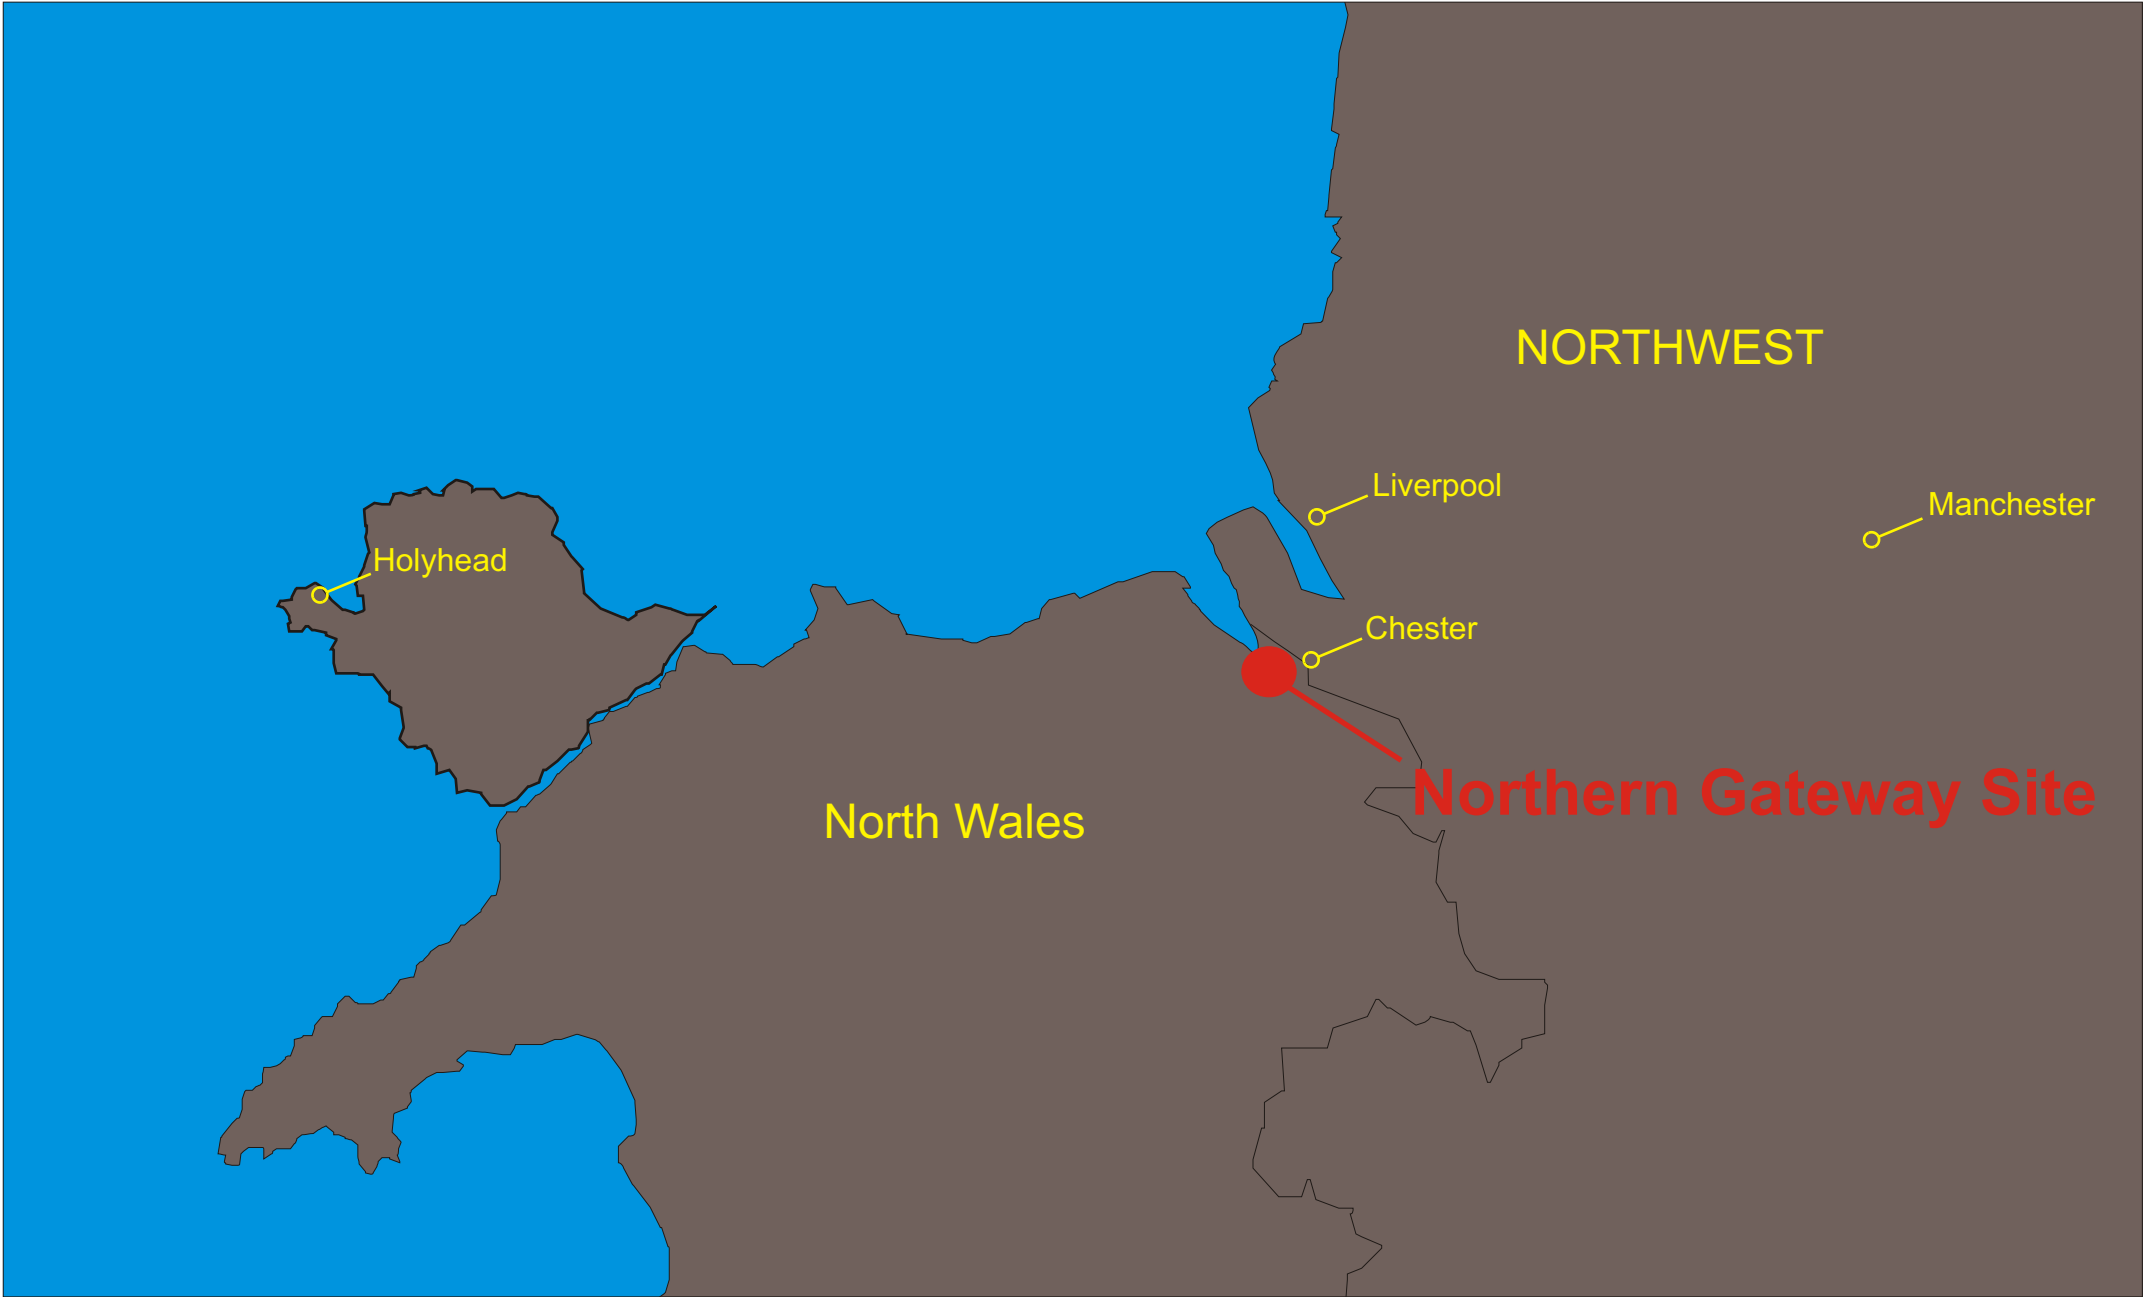 NORTHWEST
Liverpool
Manchester
Holyhead
Chester
Northern Gateway Site
North Wales